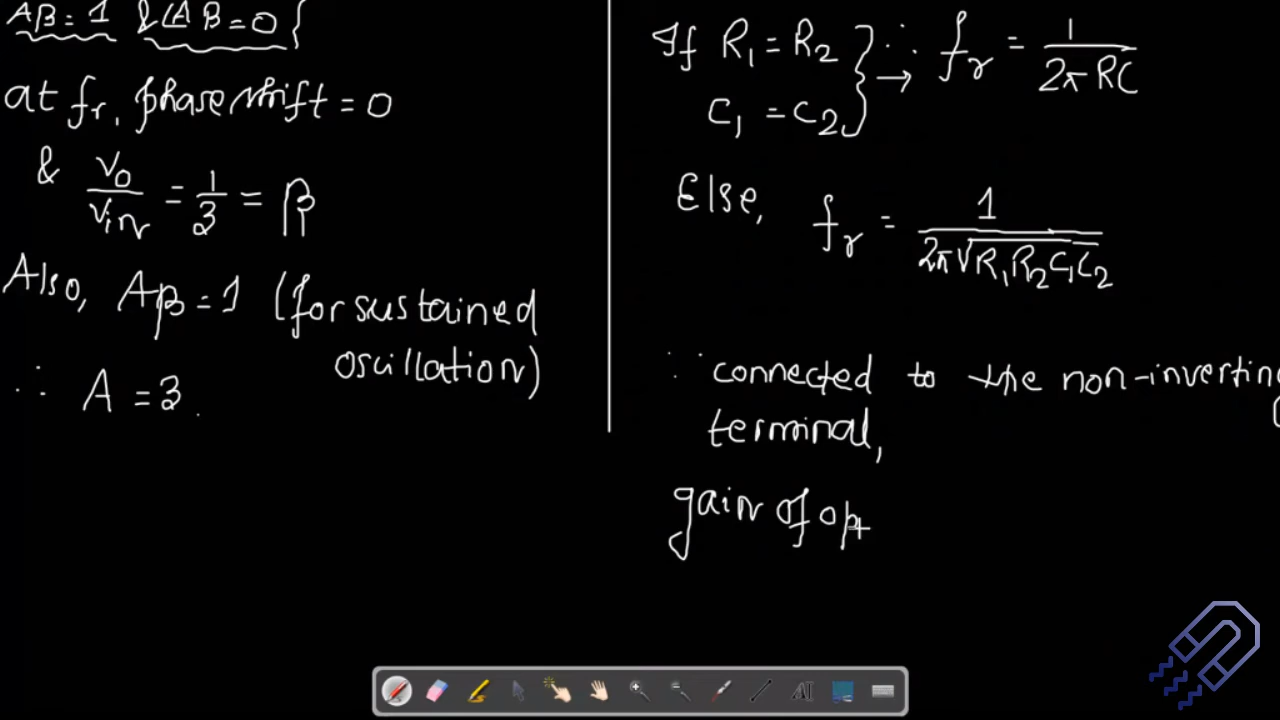 Aβ = 1 & ∠Aβ = 0}
at fr, phase shift = 0
& Vo/Vin = 1/3 = β
Also, Aβ = 1 (for sustained
oscillation)
∴ A = 3.
If R1 = R2
C1 = C2 } → ∴ fr = 1/2πRC
Else, fr = 1/2π√R1R2C1C2
∵ connected to the non-inverting
terminal,
gain of op